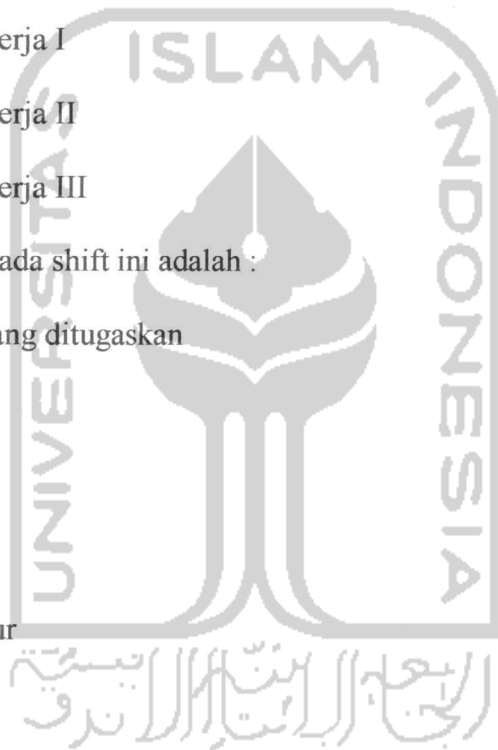 erja I
ISLAM
erja II
erja III
ada shift ini adalah :
ang ditugaskan
UNIVERSITAS
INDONESIA
ur